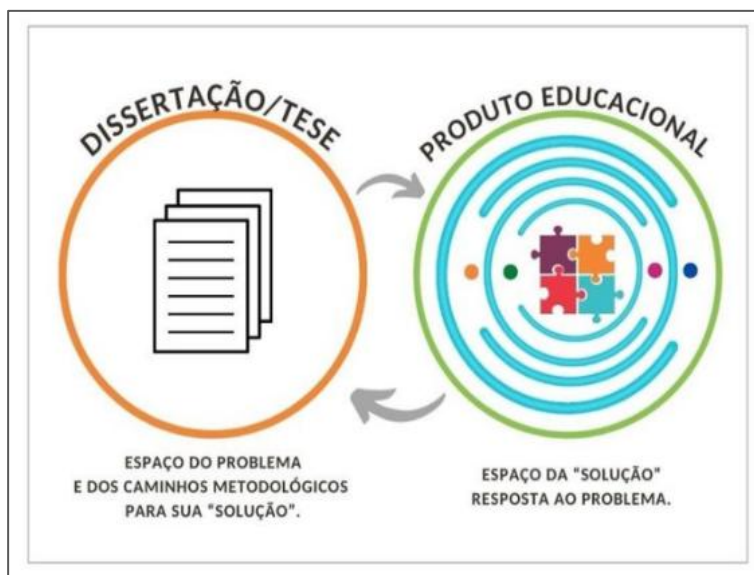 DISSERTAÇÃO/TESE
PRODUTO EDUCACIONAL
ESPAÇO DO PROBLEMA
E DOS CAMINHOS METODOLÓGICOS
PARA SUA "SOLUÇÃO".
ESPAÇO DA "SOLUÇÃO"
RESPOSTA AO PROBLEMA.